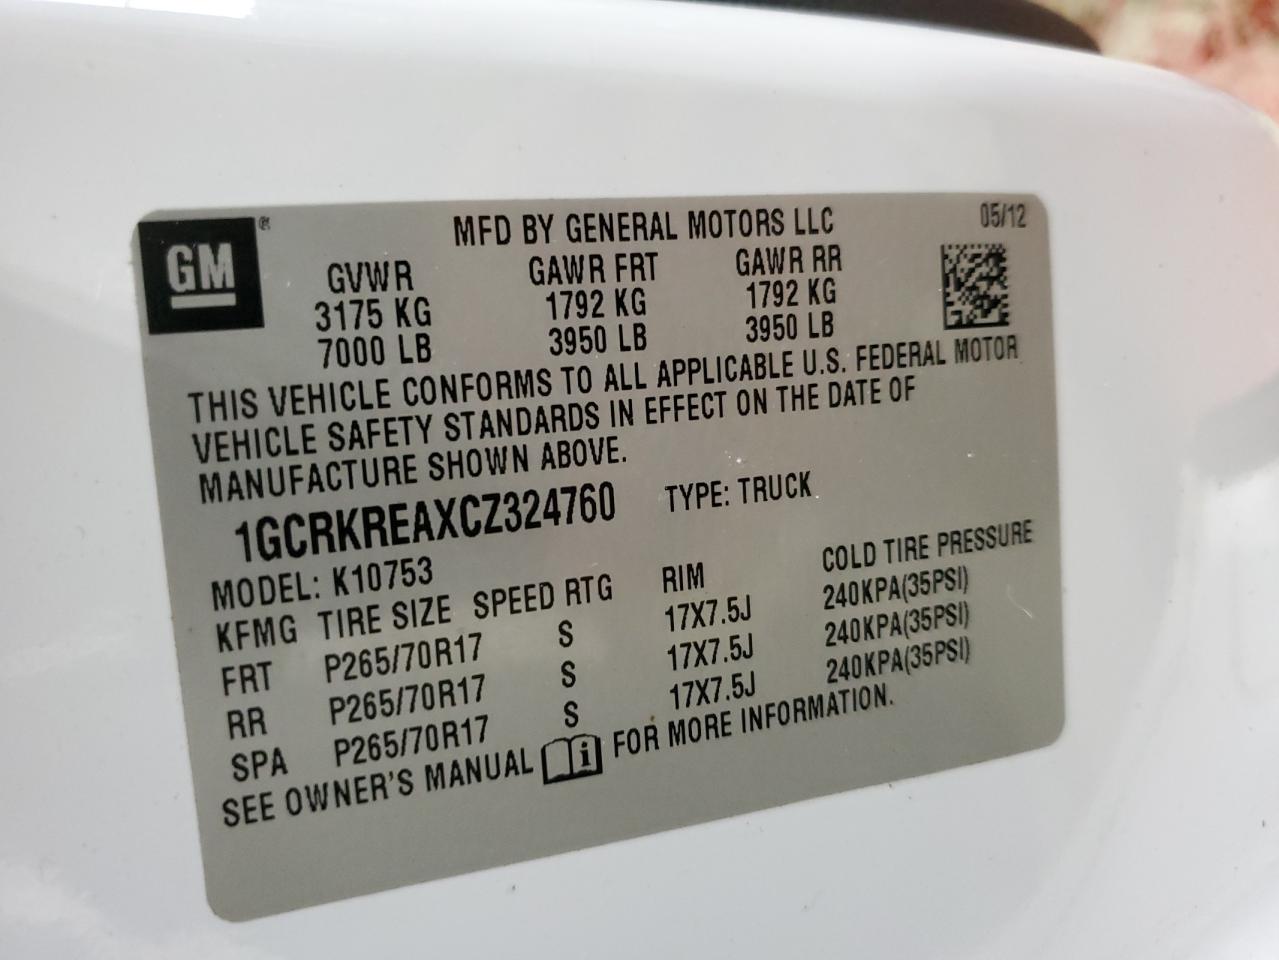 GM ® MFD BY GENERAL MOTORS LLC 05/12
GVWR GAWR FRT GAWR RR
3175 KG 1792 KG 1792 KG
7000 LB 3950 LB 3950 LB
THIS VEHICLE CONFORMS TO ALL APPLICABLE U.S. FEDERAL MOTOR
VEHICLE SAFETY STANDARDS IN EFFECT ON THE DATE OF
MANUFACTURE SHOWN ABOVE.
1GCRKREAXCZ324760 TYPE: TRUCK
MODEL: K10753
KFMG TIRE SIZE SPEED RTG RIM COLD TIRE PRESSURE
FRT P265/70R17 S 17X7.5J 240KPA(35PSI)
RR P265/70R17 S 17X7.5J 240KPA(35PSI)
SPA P265/70R17 S 17X7.5J 240KPA(35PSI)
SEE OWNER'S MANUAL i FOR MORE INFORMATION.